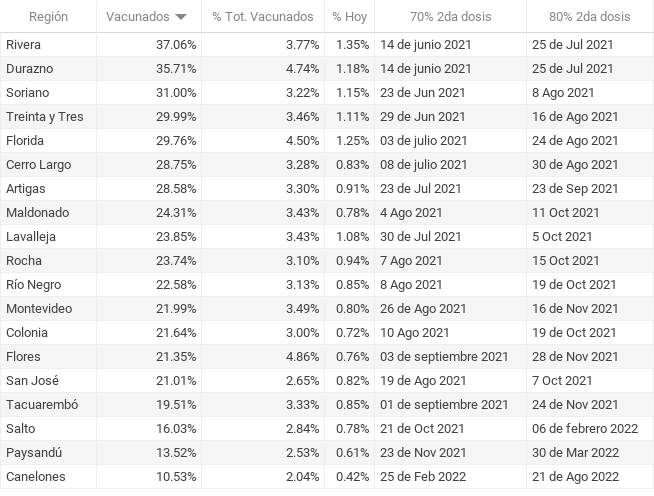 Región Vacunados % Tot. Vacunados % Hoy 70% 2da dosis 80% 2da dosis
Rivera 37.06% 3.77% 1.35% 14 de junio 2021 25 de Jul 2021
Durazno 35.71% 4.74% 1.18% 14 de junio 2021 25 de Jul 2021
Soriano 31.00% 3.22% 1.15% 23 de Jun 2021 8 Ago 2021
Treinta y Tres 29.99% 3.46% 1.11% 29 de Jun 2021 16 de Ago 2021
Florida 29.76% 4.50% 1.25% 03 de julio 2021 24 de Ago 2021
Cerro Largo 28.75% 3.28% 0.83% 08 de julio 2021 30 de Ago 2021
Artigas 28.58% 3.30% 0.91% 23 de Jul 2021 23 de Sep 2021
Maldonado 24.31% 3.43% 0.78% 4 Ago 2021 11 Oct 2021
Lavalleja 23.85% 3.43% 1.08% 30 de Jul 2021 5 Oct 2021
Rocha 23.74% 3.10% 0.94% 7 Ago 2021 15 Oct 2021
Río Negro 22.58% 3.13% 0.85% 8 Ago 2021 19 de Oct 2021
Montevideo 21.99% 3.49% 0.80% 26 de Ago 2021 16 de Nov 2021
Colonia 21.64% 3.00% 0.72% 10 Ago 2021 19 de Oct 2021
Flores 21.35% 4.86% 0.76% 03 de septiembre 2021 28 de Nov 2021
San José 21.01% 2.65% 0.82% 19 de Ago 2021 7 Oct 2021
Tacuarembó 19.51% 3.33% 0.85% 01 de septiembre 2021 24 de Nov 2021
Salto 16.03% 2.84% 0.78% 21 de Oct 2021 06 de febrero 2022
Paysandú 13.52% 2.53% 0.61% 23 de Nov 2021 30 de Mar 2022
Canelones 10.53% 2.04% 0.42% 25 de Feb 2022 21 de Ago 2022